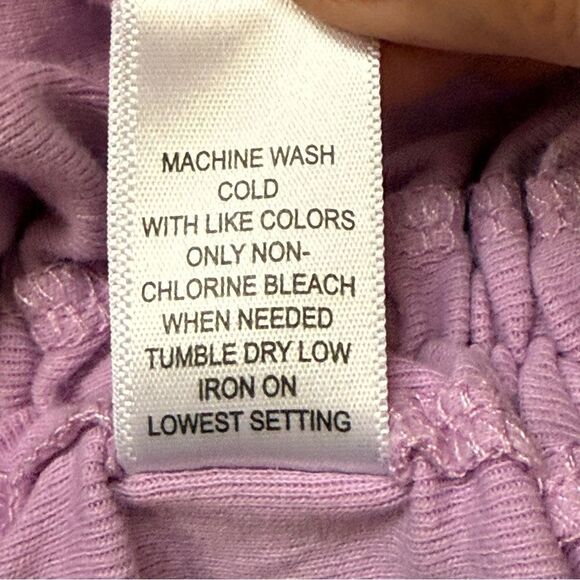 MACHINE WASH
COLD
WITH LIKE COLORS
ONLY NON-
CHLORINE BLEACH
WHEN NEEDED
TUMBLE DRY LOW
IRON ON
LOWEST SETTING